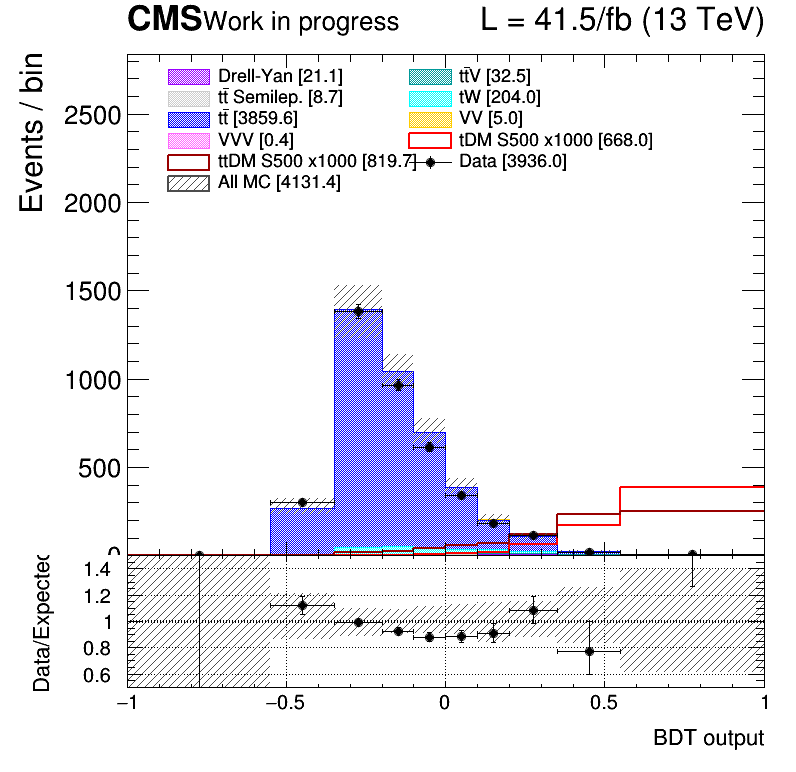 CMS Work in progress L = 41.5/fb (13 TeV)
Events / bin
Drell-Yan [21.1] tt̄V [32.5]
tt̄ Semilep. [8.7] tW [204.0]
tt̄ [3859.6] VV [5.0]
VVV [0.4] tDM S500 x1000 [668.0]
ttDM S500 x1000 [819.7] Data [3936.0]
All MC [4131.4]
2500
2000
1500
1000
500
0
Data/Expected
1.4
1.2
1
0.8
0.6
−1 −0.5 0 0.5 1
BDT output